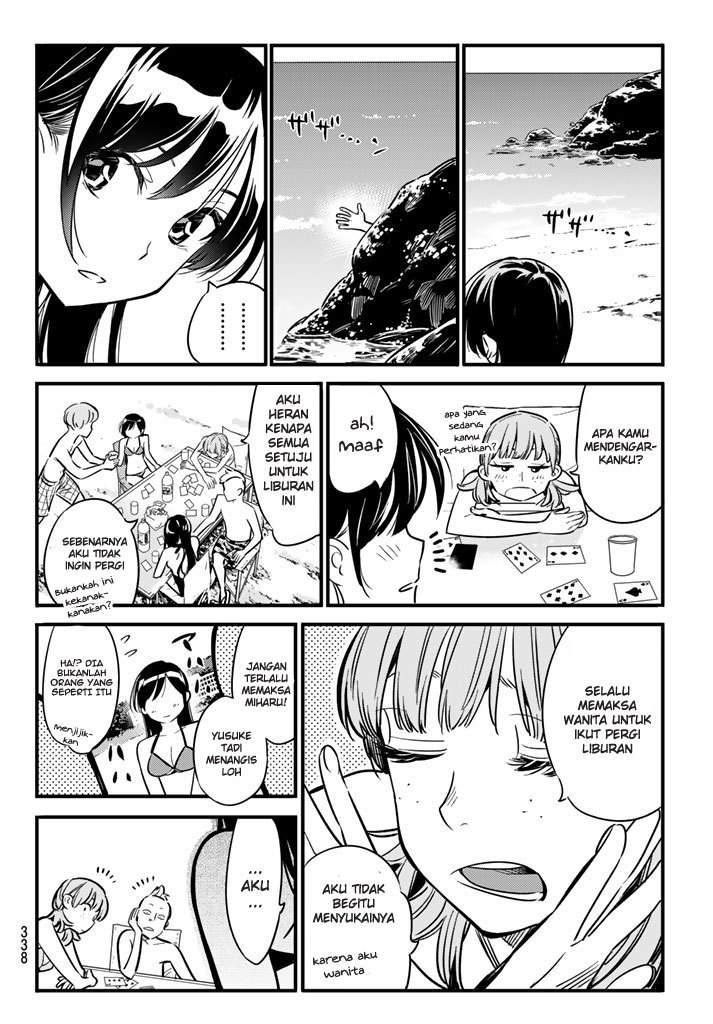 ザザ...
ザザ...
......
APA KAMU
MENDENGAR-
KANKU?
apa yang
sedang
kamu
perhatikan?
ah!
maaf
AKU
HERAN
KENAPA
SEMUA
SETUJU
UNTUK
LIBURAN
INI
SEBENARNYA
AKU TIDAK
INGIN PERGI
bukankah ini
kekanak-
kanakan?
SELALU
MEMAKSA
WANITA UNTUK
IKUT PERGI
LIBURAN
AKU TIDAK
BEGITU
MENYUKAINYA
karena aku
wanita
JANGAN
TERLALU
MEMAKSA
MIHARU!
YUSUKE
TADI
MENANGIS
LOH
HA!? DIA
BUKANLAH
ORANG YANG
SEPERTI ITU
menjijik-
kan
...
AKU
...
338